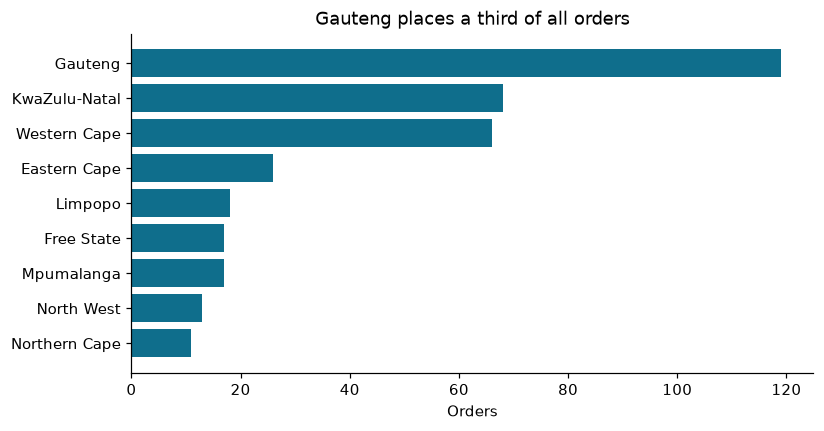 Gauteng places a third of all orders
Gauteng
KwaZulu-Natal
Western Cape
Eastern Cape
Limpopo
Free State
Mpumalanga
North West
Northern Cape
0 20 40 60 80 100 120
Orders